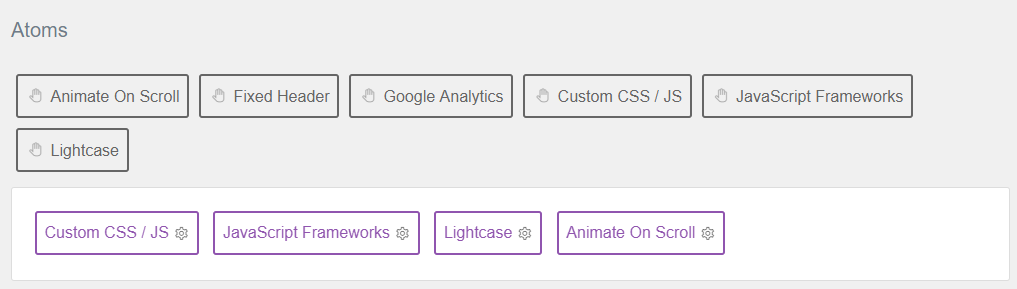 Atoms
Animate On Scroll Fixed Header Google Analytics Custom CSS / JS JavaScript Frameworks
Lightcase
Custom CSS / JS JavaScript Frameworks Lightcase Animate On Scroll